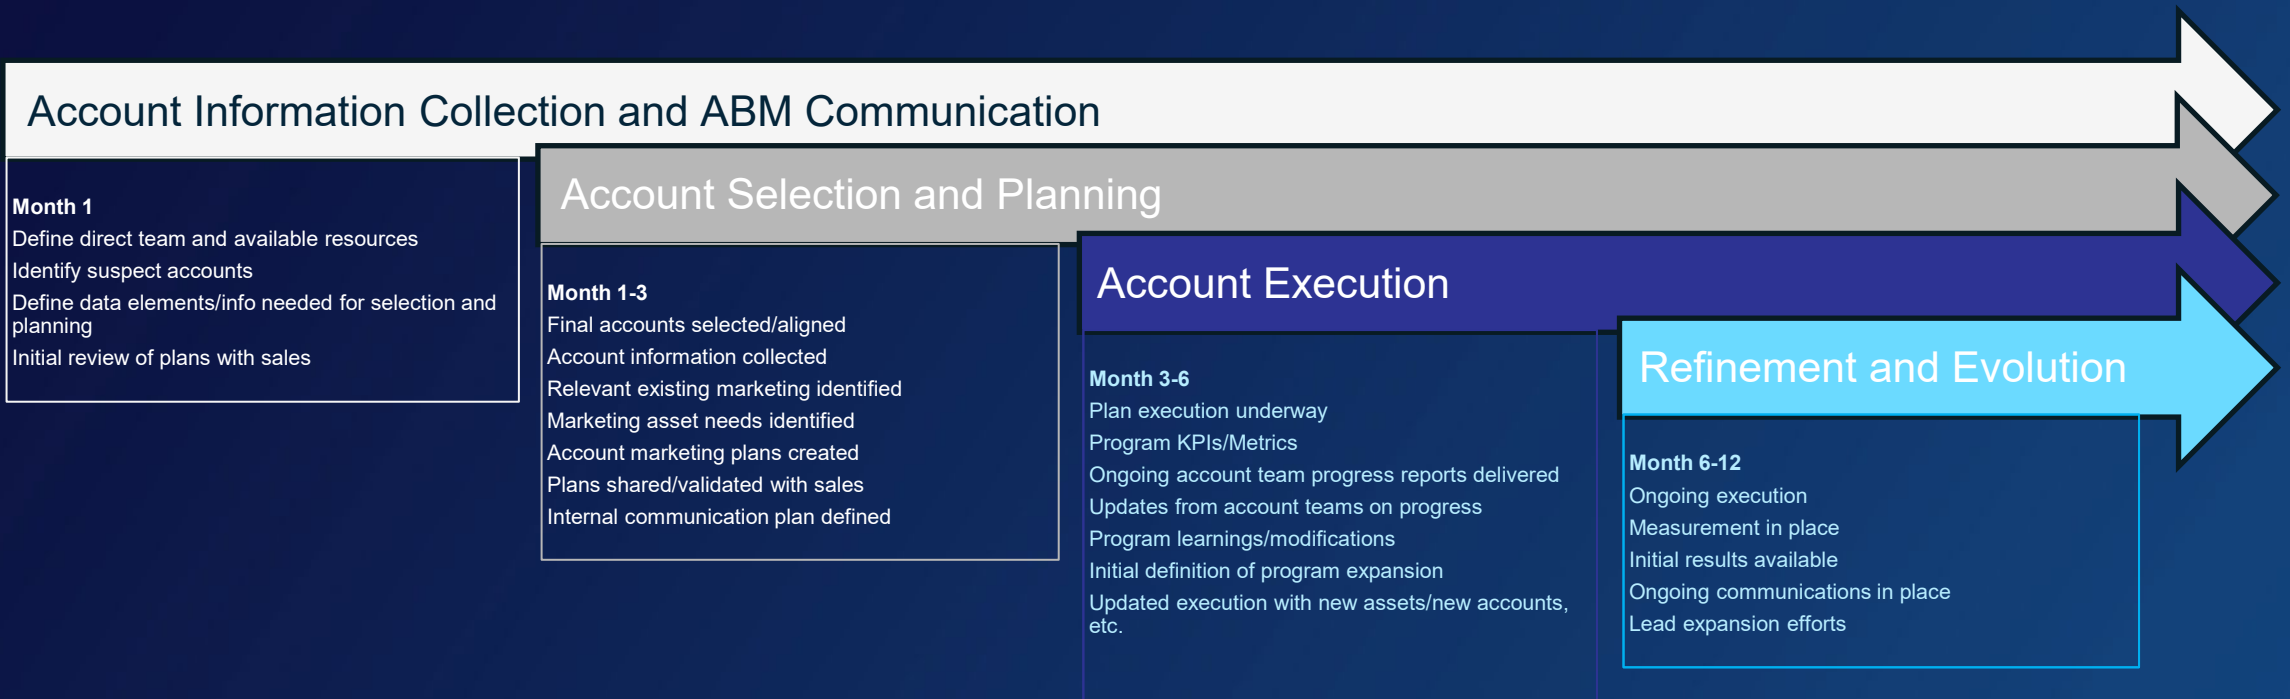 Account Information Collection and ABM Communication
Month 1
Define direct team and available resources
Identify suspect accounts
Define data elements/info needed for selection and
planning
Initial review of plans with sales
Account Selection and Planning
Month 1-3
Final accounts selected/aligned
Account information collected
Relevant existing marketing identified
Marketing asset needs identified
Account marketing plans created
Plans shared/validated with sales
Internal communication plan defined
Account Execution
Month 3-6
Plan execution underway
Program KPIs/Metrics
Ongoing account team progress reports delivered
Updates from account teams on progress
Program learnings/modifications
Initial definition of program expansion
Updated execution with new assets/new accounts,
etc.
Refinement and Evolution
Month 6-12
Ongoing execution
Measurement in place
Initial results available
Ongoing communications in place
Lead expansion efforts